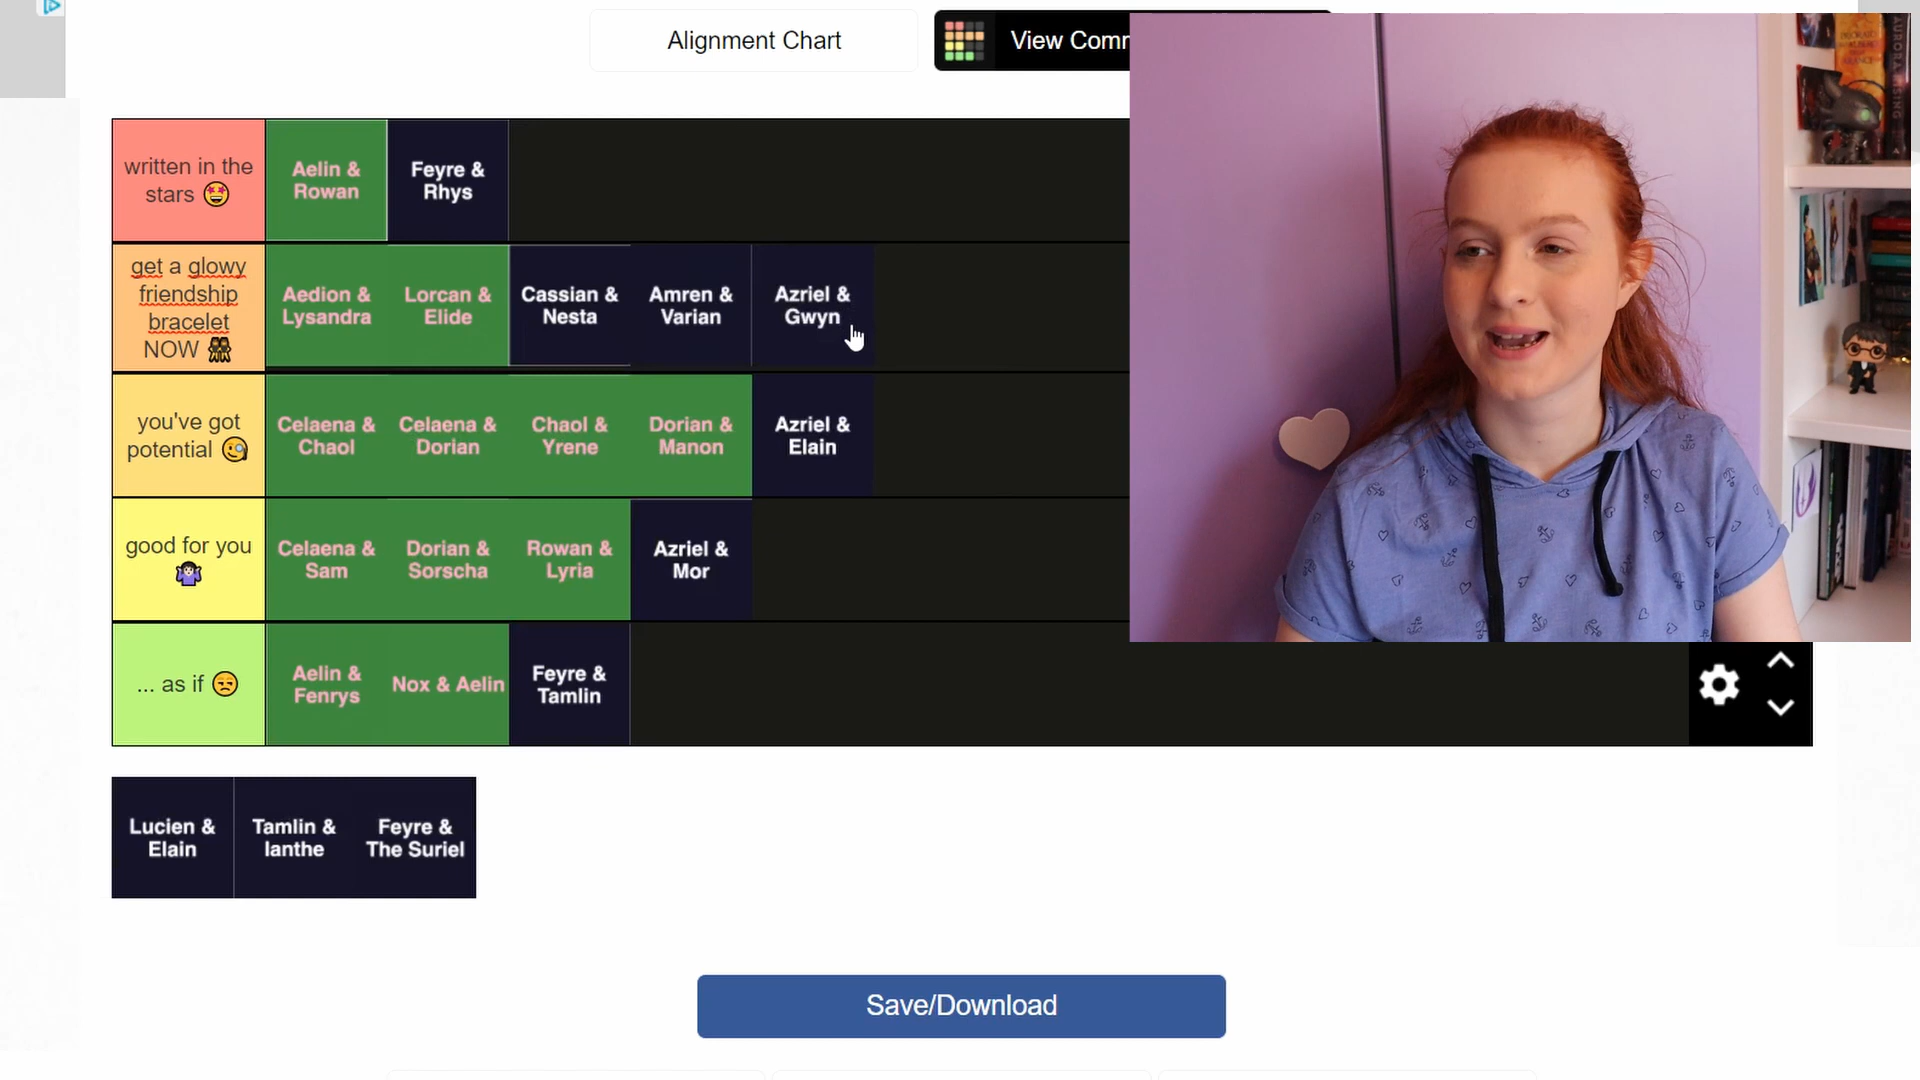 Alignment Chart
View Comm
written in the
stars 🤩
Aelin &
Rowan
Feyre &
Rhys
get a glowy
friendship
bracelet
NOW 👯
Aedion &
Lysandra
Lorcan &
Elide
Cassian &
Nesta
Amren &
Varian
Azriel &
Gwyn
you've got
potential 🧐
Celaena &
Chaol
Celaena &
Dorian
Chaol &
Yrene
Dorian &
Manon
Azriel &
Elain
good for you
🤷🏻‍♀️
Celaena &
Sam
Dorian &
Sorscha
Rowan &
Lyria
Azriel &
Mor
... as if 😒
Aelin &
Fenrys
Nox & Aelin
Feyre &
Tamlin
Lucien &
Elain
Tamlin &
Ianthe
Feyre &
The Suriel
Save/Download
AURORA RISING